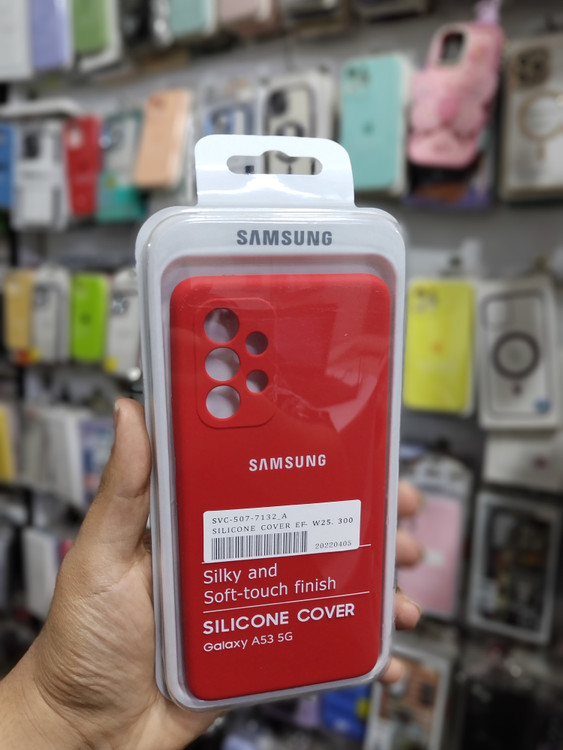 SAMSUNG
SAMSUNG
SVC-507-7132_A
SILICONE COVER EF- W25. 300
20220405
Silky and
Soft-touch finish
SILICONE COVER
Galaxy A53 5G